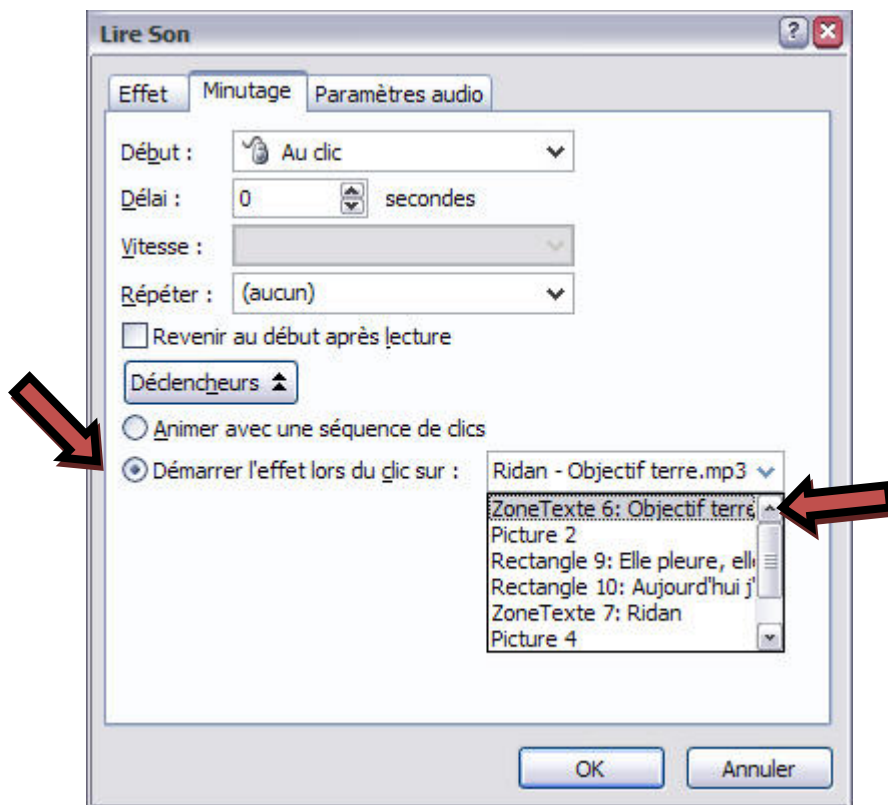 Lire Son
Effet Minutage Paramètres audio
Début : Au clic
Délai : 0 secondes
Vitesse :
Répéter : (aucun)
Revenir au début après lecture
Déclencheurs
Animer avec une séquence de clics
Démarrer l'effet lors du clic sur : Ridan - Objectif terre.mp3
ZoneTexte 6: Objectif terre
Picture 2
Rectangle 9: Elle pleure, elle
Rectangle 10: Aujourd'hui j'
ZoneTexte 7: Ridan
Picture 4
OK Annuler